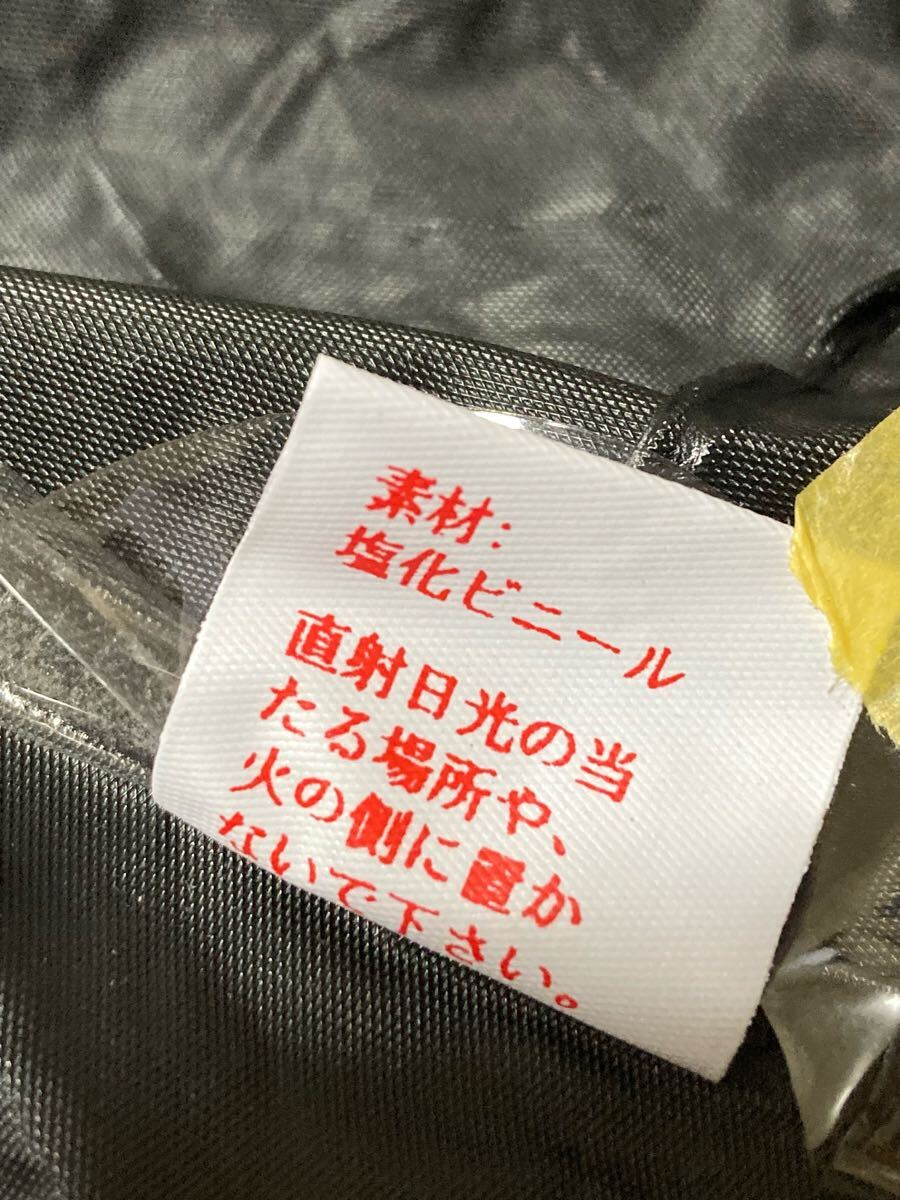 素材:
塩化ビニール
直射日光の当
たる場所や、
火の側に置か
ないで下さい。